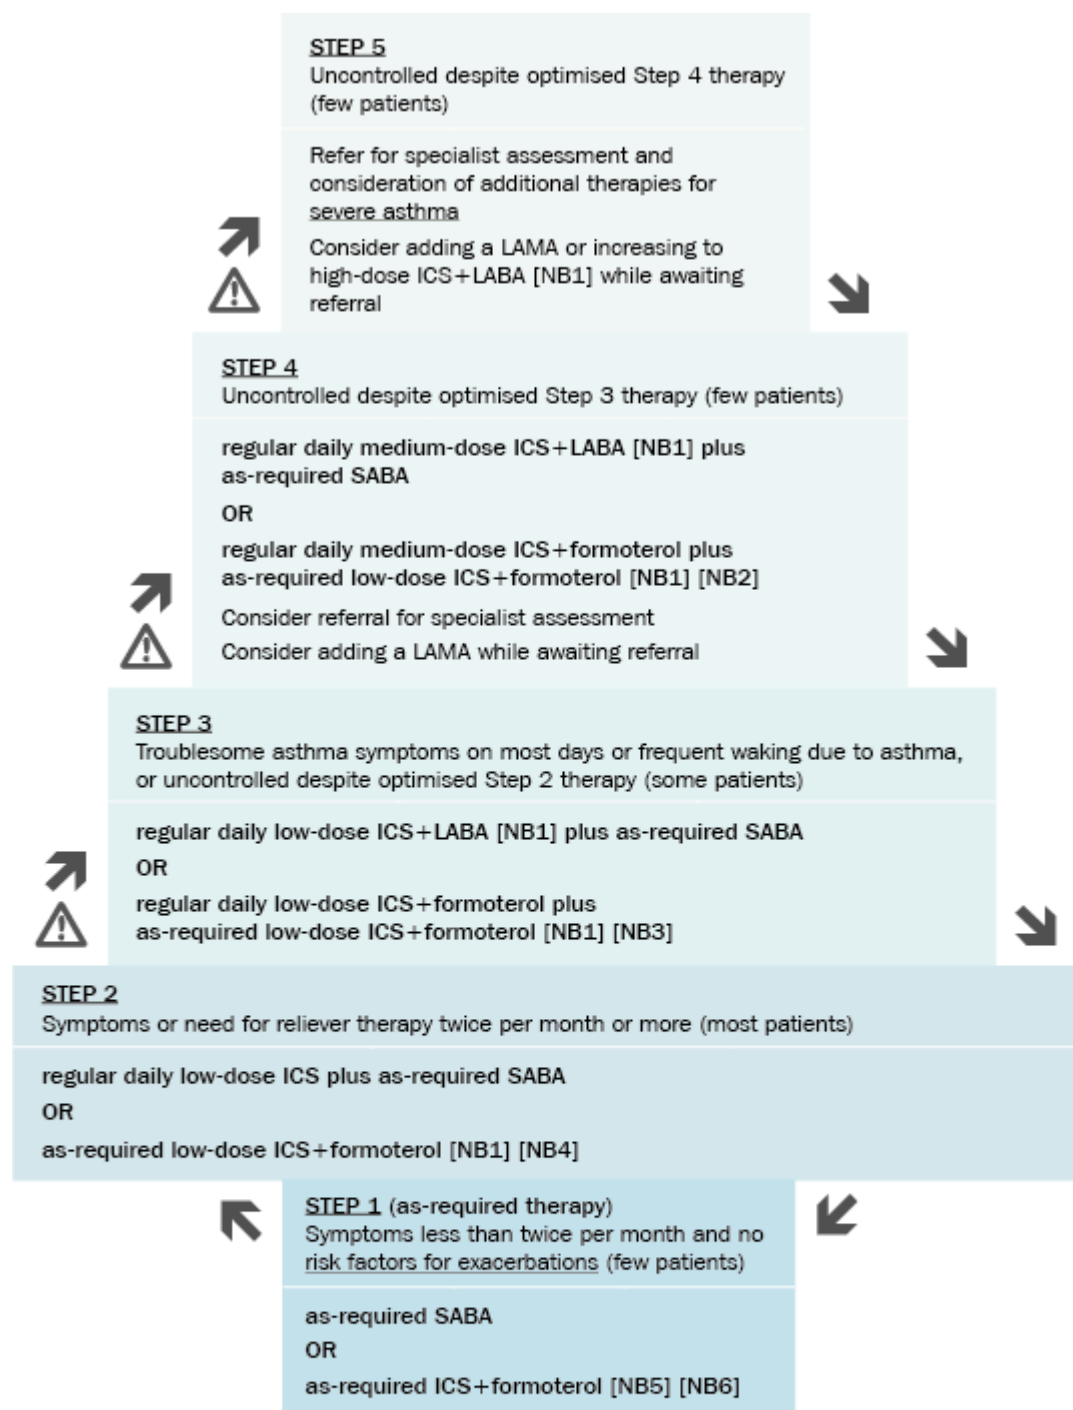 STEP 5
Uncontrolled despite optimised Step 4 therapy
(few patients)
Refer for specialist assessment and
consideration of additional therapies for
severe asthma
Consider adding a LAMA or increasing to
high-dose ICS+LABA [NB1] while awaiting
referral
STEP 4
Uncontrolled despite optimised Step 3 therapy (few patients)
regular daily medium-dose ICS+LABA [NB1] plus
as-required SABA
OR
regular daily medium-dose ICS+formoterol plus
as-required low-dose ICS+formoterol [NB1] [NB2]
Consider referral for specialist assessment
Consider adding a LAMA while awaiting referral
STEP 3
Troublesome asthma symptoms on most days or frequent waking due to asthma,
or uncontrolled despite optimised Step 2 therapy (some patients)
regular daily low-dose ICS+LABA [NB1] plus as-required SABA
OR
regular daily low-dose ICS+formoterol plus
as-required low-dose ICS+formoterol [NB1] [NB3]
STEP 2
Symptoms or need for reliever therapy twice per month or more (most patients)
regular daily low-dose ICS plus as-required SABA
OR
as-required low-dose ICS+formoterol [NB1] [NB4]
STEP 1 (as-required therapy)
Symptoms less than twice per month and no
risk factors for exacerbations (few patients)
as-required SABA
OR
as-required ICS+formoterol [NB5] [NB6]